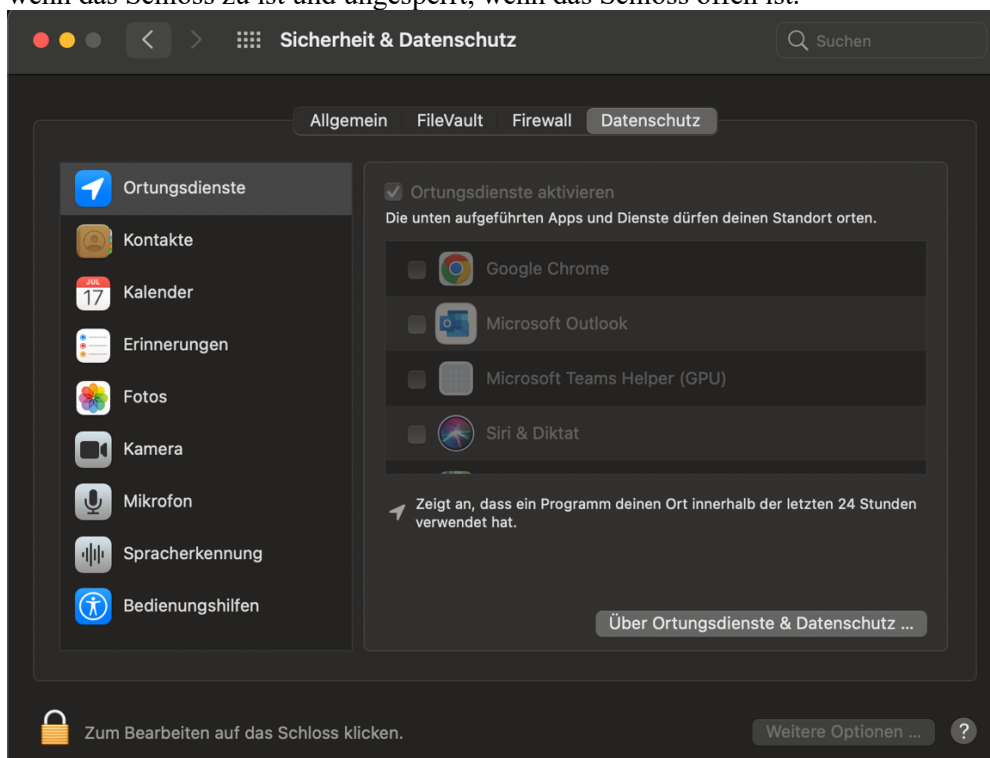 wenn das Schloss zu ist und ungesperrt, wenn das Schloss offen ist.
Sicherheit & Datenschutz
Suchen
Allgemein FileVault Firewall Datenschutz
Ortungsdienste
Kontakte
JUL
17
Kalender
Erinnerungen
Fotos
Kamera
Mikrofon
Spracherkennung
Bedienungshilfen
Ortungsdienste aktivieren
Die unten aufgeführten Apps und Dienste dürfen deinen Standort orten.
Google Chrome
Microsoft Outlook
Microsoft Teams Helper (GPU)
Siri & Diktat
Zeigt an, dass ein Programm deinen Ort innerhalb der letzten 24 Stunden
verwendet hat.
Über Ortungsdienste & Datenschutz ...
Zum Bearbeiten auf das Schloss klicken.
Weitere Optionen ...
?